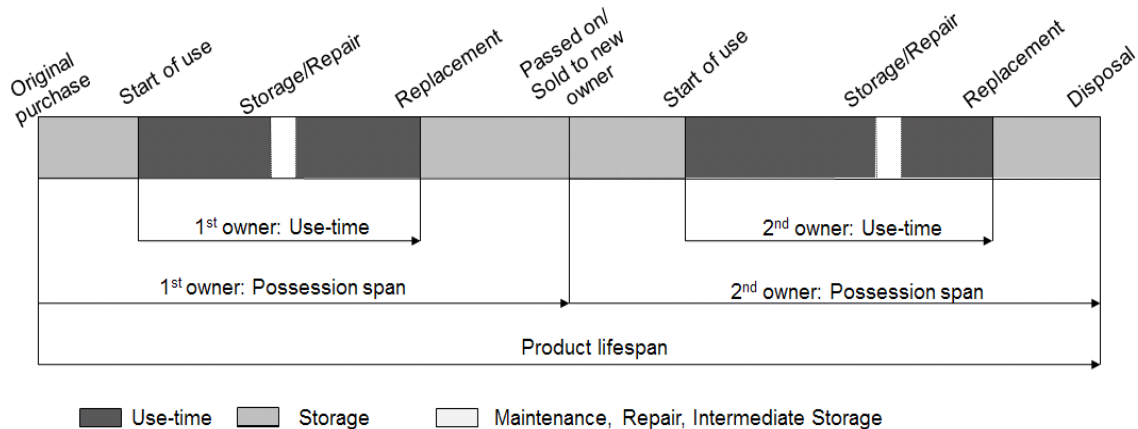 Original
purchase
Start of use
Storage/Repair
Replacement
Passed on/
Sold to new
owner
Start of use
Storage/Repair
Replacement
Disposal
1st owner: Use-time
2nd owner: Use-time
1st owner: Possession span
2nd owner: Possession span
Product lifespan
Use-time
Storage
Maintenance, Repair, Intermediate Storage